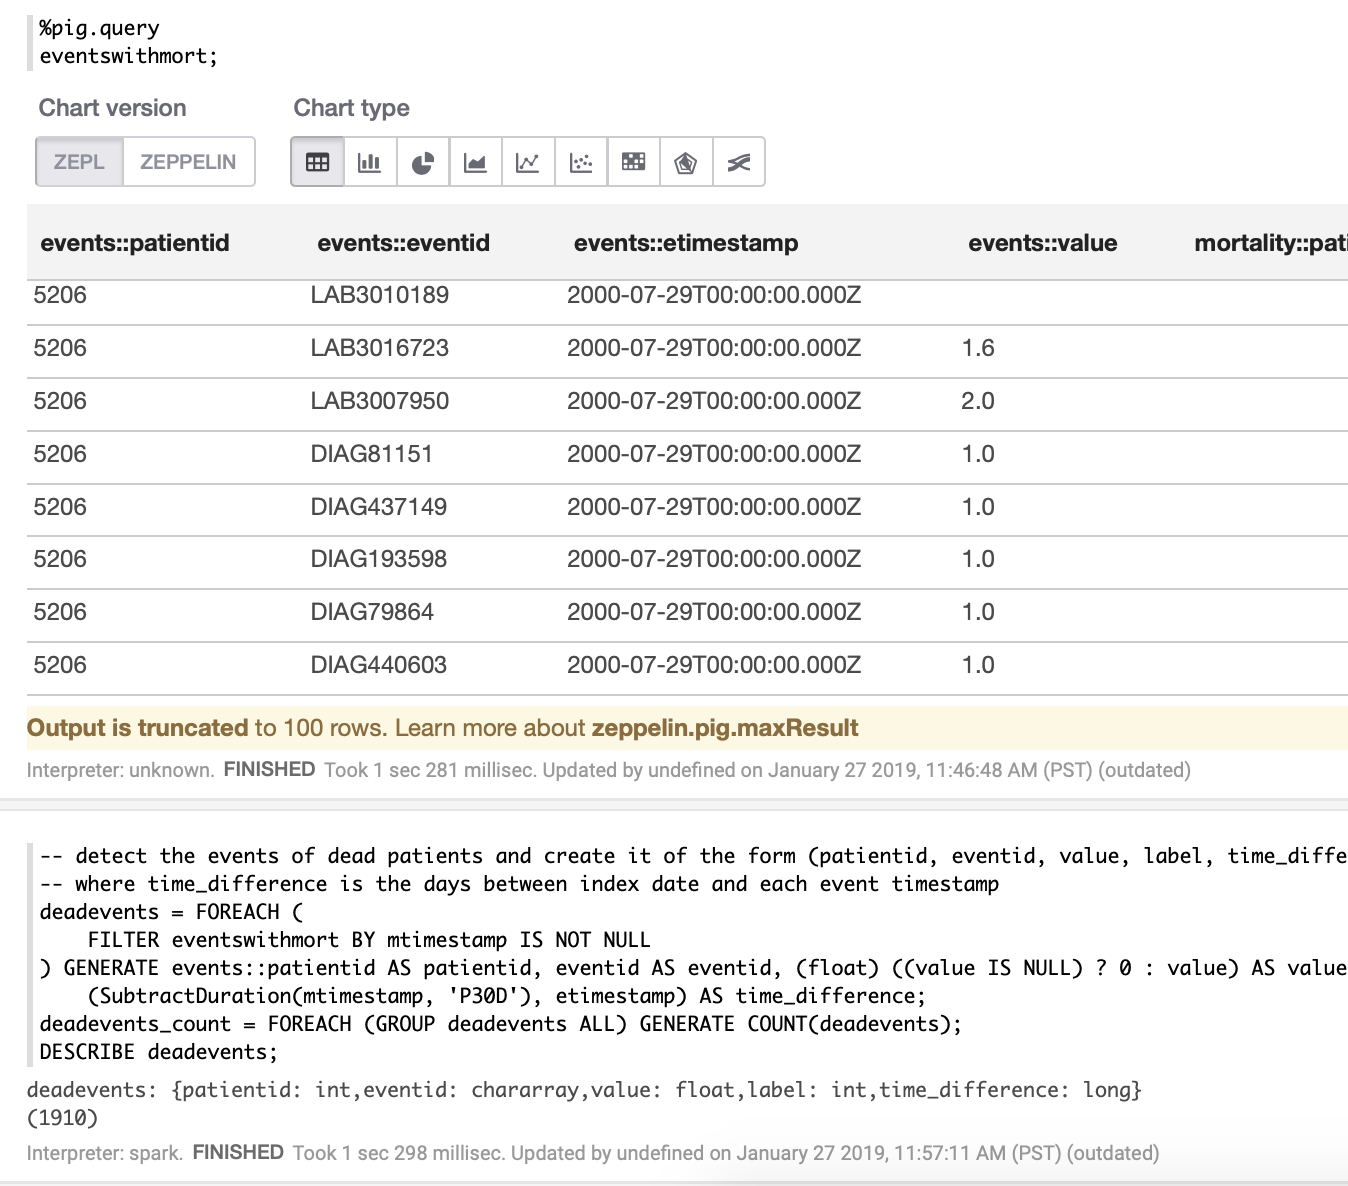 %pig.query
eventswithmort;
Chart version Chart type
ZEPL ZEPPELIN
events::patientid events::eventid events::etimestamp events::value mortality::pati
5206 LAB3010189 2000-07-29T00:00:00.000Z
5206 LAB3016723 2000-07-29T00:00:00.000Z 1.6
5206 LAB3007950 2000-07-29T00:00:00.000Z 2.0
5206 DIAG81151 2000-07-29T00:00:00.000Z 1.0
5206 DIAG437149 2000-07-29T00:00:00.000Z 1.0
5206 DIAG193598 2000-07-29T00:00:00.000Z 1.0
5206 DIAG79864 2000-07-29T00:00:00.000Z 1.0
5206 DIAG440603 2000-07-29T00:00:00.000Z 1.0
Output is truncated to 100 rows. Learn more about zeppelin.pig.maxResult
Interpreter: unknown. FINISHED Took 1 sec 281 millisec. Updated by undefined on January 27 2019, 11:46:48 AM (PST) (outdated)
-- detect the events of dead patients and create it of the form (patientid, eventid, value, label, time_diffe
-- where time_difference is the days between index date and each event timestamp
deadevents = FOREACH (
    FILTER eventswithmort BY mtimestamp IS NOT NULL
) GENERATE events::patientid AS patientid, eventid AS eventid, (float) ((value IS NULL) ? 0 : value) AS value
    (SubtractDuration(mtimestamp, 'P30D'), etimestamp) AS time_difference;
deadevents_count = FOREACH (GROUP deadevents ALL) GENERATE COUNT(deadevents);
DESCRIBE deadevents;
deadevents: {patientid: int,eventid: chararray,value: float,label: int,time_difference: long}
(1910)
Interpreter: spark. FINISHED Took 1 sec 298 millisec. Updated by undefined on January 27 2019, 11:57:11 AM (PST) (outdated)